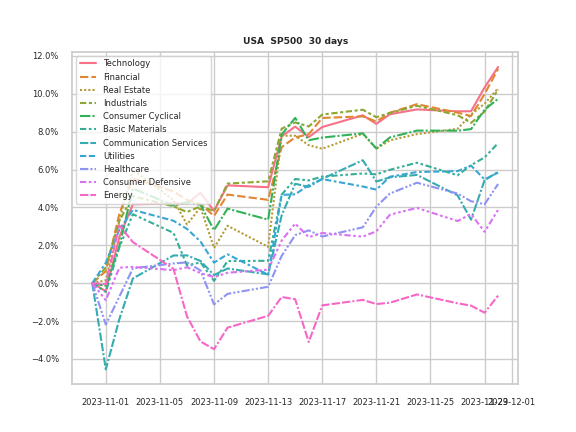 USA SP500 30 days
12.0%
10.0%
8.0%
6.0%
4.0%
2.0%
0.0%
−2.0%
−4.0%
Technology
Financial
Real Estate
Industrials
Consumer Cyclical
Basic Materials
Communication Services
Utilities
Healthcare
Consumer Defensive
Energy
2023-11-01 2023-11-05 2023-11-09 2023-11-13 2023-11-17 2023-11-21 2023-11-25 2023-11-29 2023-12-01